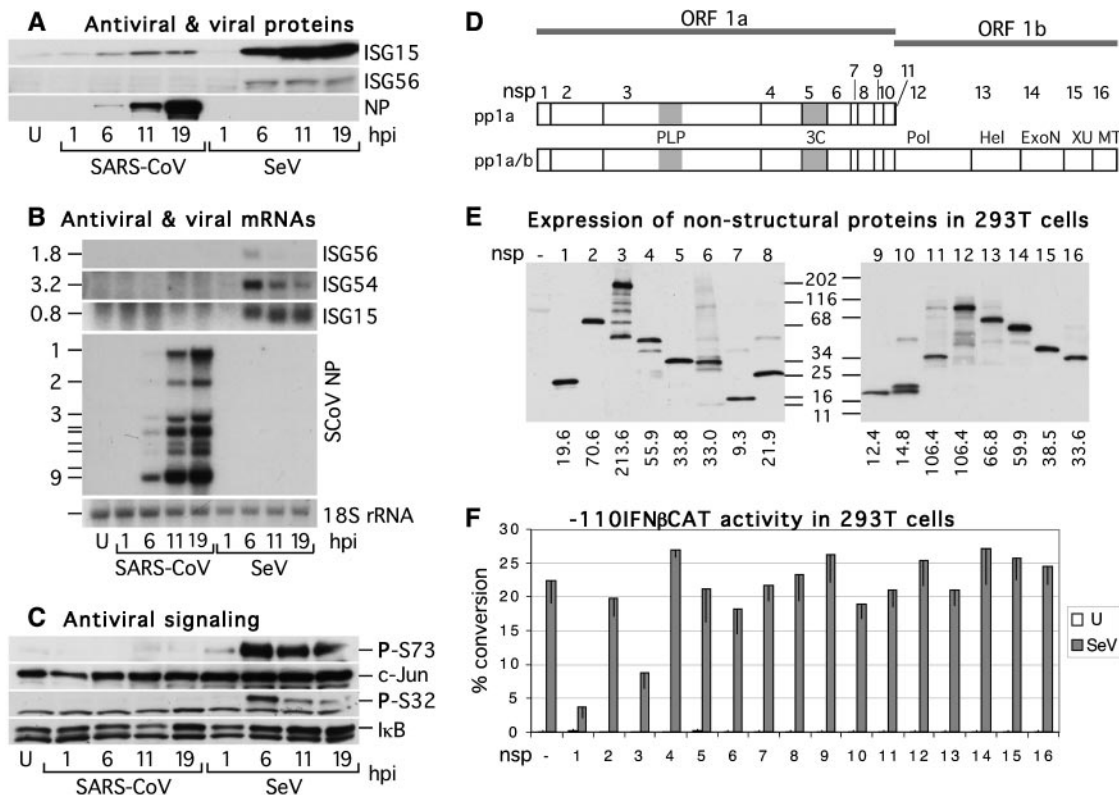 A Antiviral & viral proteins
ISG15
ISG56
NP
U 1 6 11 19 1 6 11 19 hpi
SARS-CoV SeV
B Antiviral & viral mRNAs
1.8 ISG56
3.2 ISG54
0.8 ISG15
1
2
3
9
SCoV NP
18S rRNA
U 1 6 11 19 1 6 11 19 hpi
SARS-CoV SeV
C Antiviral signaling
P-S73
c-Jun
P-S32
IκB
U 1 6 11 19 1 6 11 19 hpi
SARS-CoV SeV
D ORF 1a ORF 1b
7 9 11
nsp 1 2 3 4 5 6 8 10 12 13 14 15 16
pp1a
PLP 3C Pol Hel ExoN XU MT
pp1a/b
E Expression of non-structural proteins in 293T cells
nsp - 1 2 3 4 5 6 7 8 9 10 11 12 13 14 15 16
202
116
68
34
25
16
11
19.6 70.6 213.6 55.9 33.8 33.0 9.3 21.9 12.4 14.8 106.4 106.4 66.8 59.9 38.5 33.6
F -110IFNβCAT activity in 293T cells
% conversion
30
25
20
15
10
5
0
U
SeV
nsp - 1 2 3 4 5 6 7 8 9 10 11 12 13 14 15 16